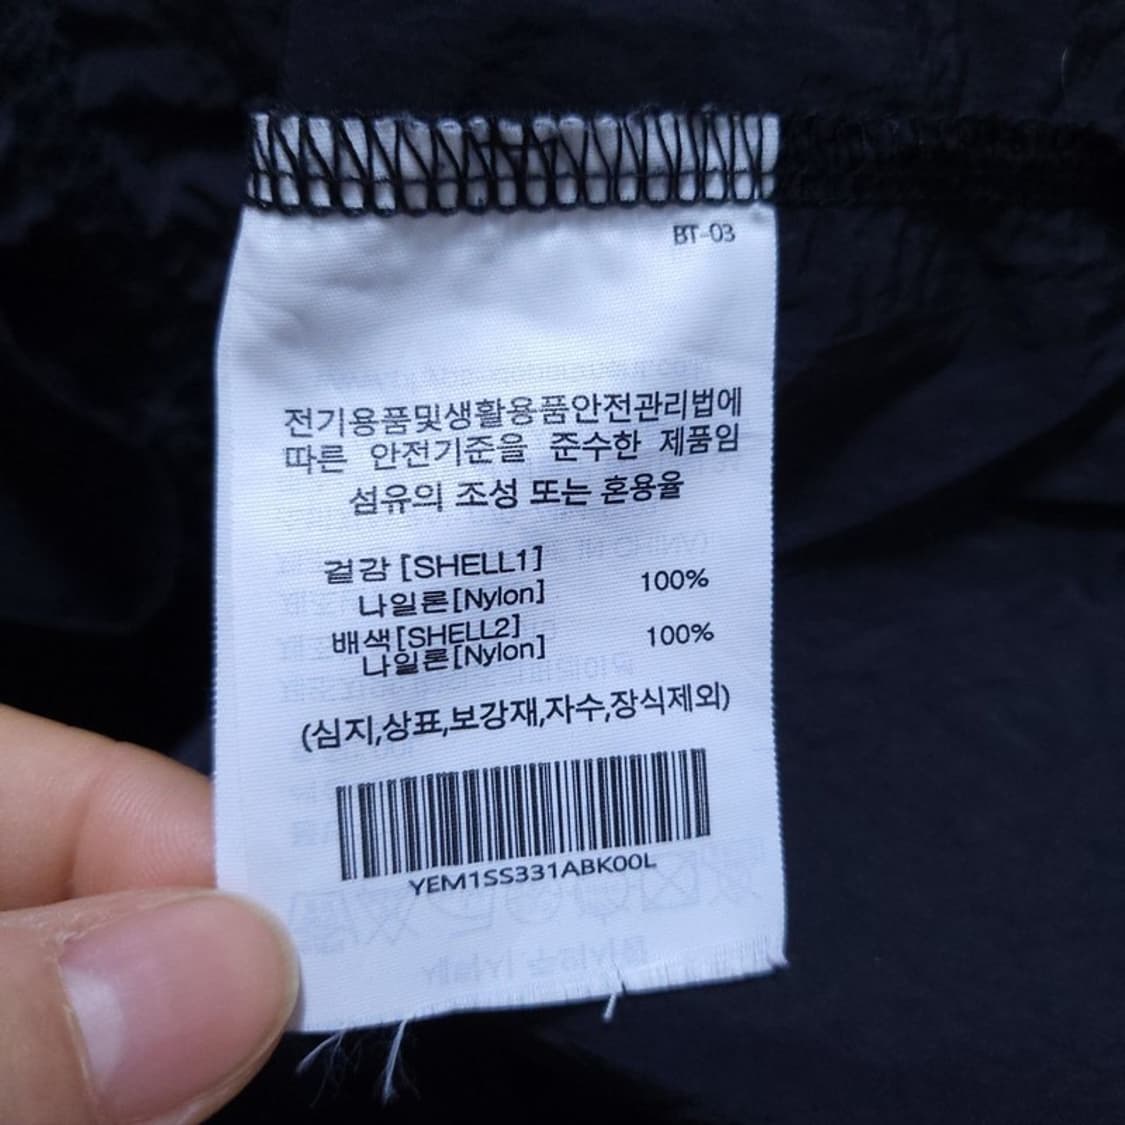 BT-03
전기용품및생활용품안전관리법에
따른 안전기준을 준수한 제품임
섬유의 조성 또는 혼용율
겉감 [SHELL1]
나일론[Nylon] 100%
배색[SHELL2]
나일론[Nylon] 100%
(심지,상표,보강재,자수,장식제외)
YEM1SS331ABK00L